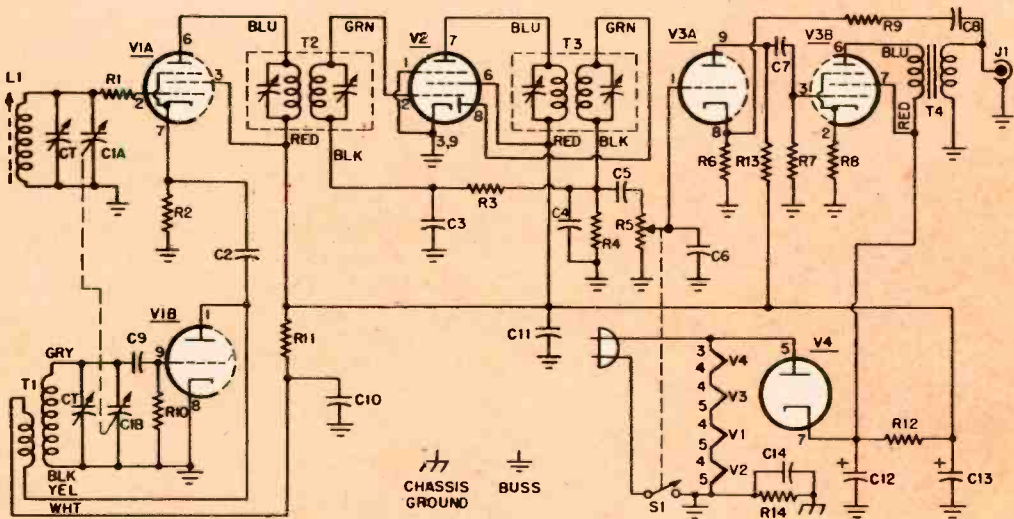 L1
CT
C1A
R1
V1A
6
3
2
7
R2
C2
BLU
T2
GRN
RED
BLK
V2
7
1
2
6
8
3,9
BLU
T3
GRN
RED
BLK
C3
R3
C4
R4
C5
R5
C6
V3A
9
8
R6
R13
C7
R7
V3B
6
3
7
2
R8
R9
C8
BLU
RED
T4
J1
T1
GRY
CT
C1B
C9
V1B
1
9
8
R10
BLK
YEL
WHT
R11
C10
C11
CHASSIS
GROUND
BUSS
S1
3
V4
4
4
V3
5
4
V1
5
4
V2
5
C14
R14
V4
5
7
R12
+
C12
+
C13